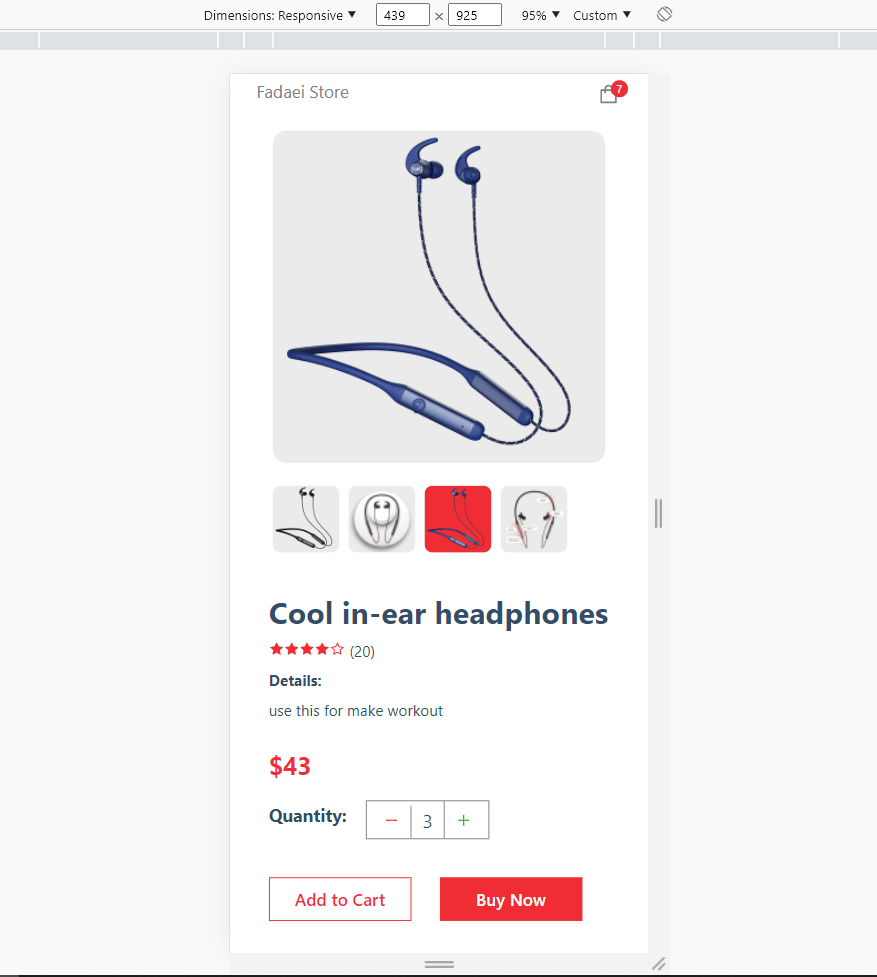 Dimensions: Responsive ▼ 439 × 925 95% ▼ Custom ▼
Fadaei Store 7
Cool in-ear headphones
(20)
Details:
use this for make workout
$43
Quantity: − 3 +
Add to Cart Buy Now